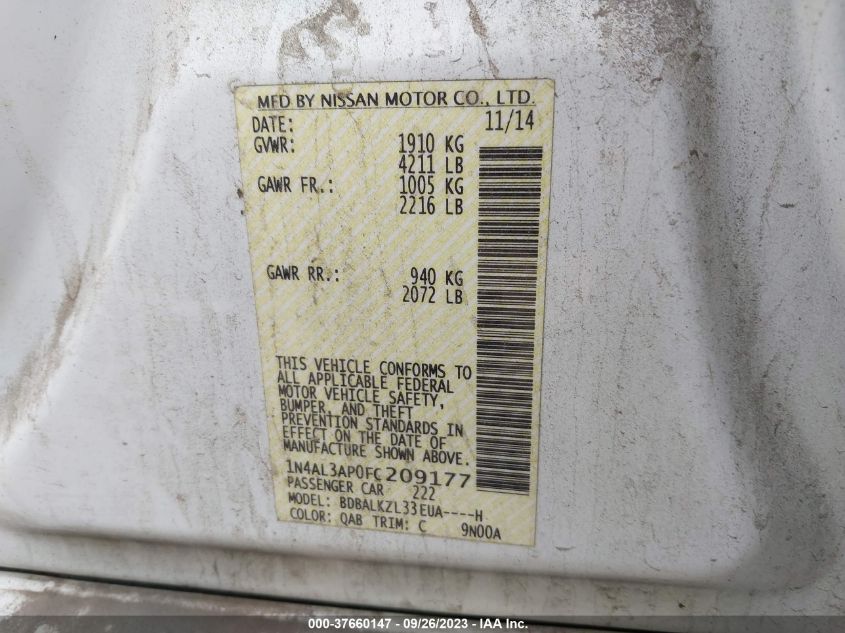 MFD BY NISSAN MOTOR CO., LTD.
DATE: 11/14
GVWR: 1910 KG
4211 LB
GAWR FR.: 1005 KG
2216 LB
GAWR RR.: 940 KG
2072 LB
THIS VEHICLE CONFORMS TO
ALL APPLICABLE FEDERAL
MOTOR VEHICLE SAFETY,
BUMPER, AND THEFT
PREVENTION STANDARDS IN
EFFECT ON THE DATE OF
MANUFACTURE SHOWN ABOVE.
1N4AL3AP0FC209177
PASSENGER CAR 222
MODEL: BDBALKZL33EUA----H
COLOR: QAB TRIM: C 9N00A
000-37660147 - 09/26/2023 - IAA Inc.